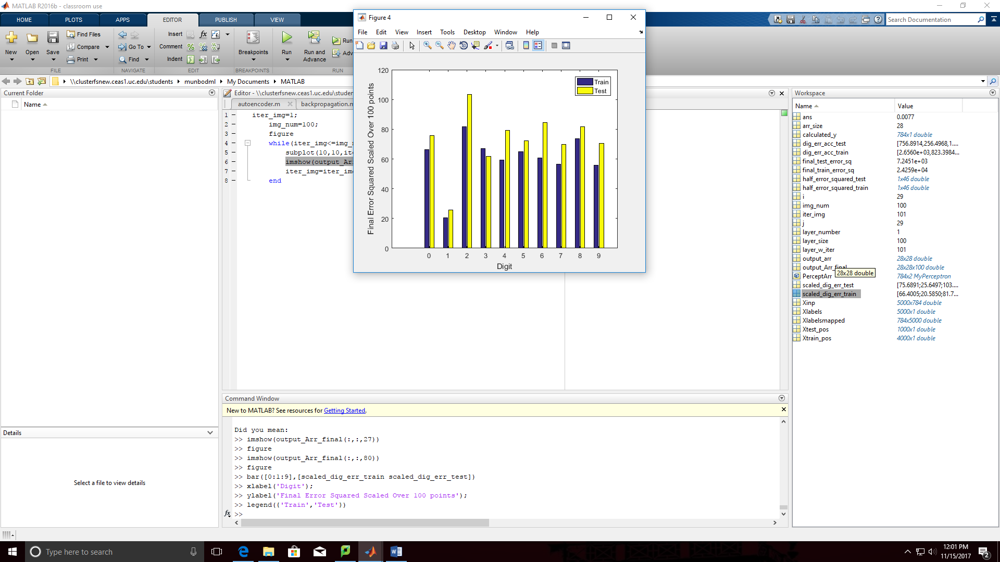 MATLAB R2016b - classroom use
HOME PLOTS APPS EDITOR PUBLISH VIEW
Search Documentation
New Open Save
Find Files
Compare
Print
FILE
Go To
Find
NAVIGATE
Insert
Comment
Indent
fx
EDIT
Breakpoints
BREAKPOINTS
Run
Run and
Advance
Run
Adv
RUN
\\clusterfsnew.ceas1.uc.edu\students munbodml My Documents MATLAB
Current Folder
Name
Details
Select a file to view details
Editor - \\clusterfsnew.ceas1.uc.edu\studen
autoencoder.m backpropagation.m
1 iter_img=1;
2 img_num=100;
3 figure
4 while(iter_img<=img_n
5 subplot(10,10,ite
6 imshow(output_Arr
7 iter_img=iter_img
8 end
Figure 4
File Edit View Insert Tools Desktop Window Help
Final Error Squared Scaled Over 100 points
120
100
80
60
40
20
0
0 1 2 3 4 5 6 7 8 9
Digit
Train
Test
Command Window
New to MATLAB? See resources for Getting Started.
Did you mean:
>> imshow(output_Arr_final(:,:,27))
>> figure
>> imshow(output_Arr_final(:,:,80))
>> figure
>> bar([0:1:9],[scaled_dig_err_train scaled_dig_err_test])
>> xlabel('Digit');
>> ylabel('Final Error Squared Scaled Over 100 points');
>> legend({'Train','Test'})
fx >>
Workspace
Name Value
ans 0.0077
arr_size 28
calculated_y 784x1 double
dig_err_acc_test [756.8914,256.4968,1....
dig_err_acc_train [2.6560e+03,823.3984...
final_test_error_sq 7.2451e+03
final_train_error_sq 2.4259e+04
half_error_squared_test 1x46 double
half_error_squared_train 1x46 double
i 29
img_num 100
iter_img 101
j 29
layer_number 1
layer_size 100
layer_w_iter 101
output_arr 28x28 double
output_Arr_final 28x28x100 double
28x28 double
PerceptArr 784x2 MyPerceptron
scaled_dig_err_test [75.6891;25.6497;103....
scaled_dig_err_train [66.4005;20.5850;81.7...
Xinp 5000x784 double
Xlabels 5000x1 double
Xlabelsmapped 784x5000 double
Xtest_pos 1000x1 double
Xtrain_pos 4000x1 double
Type here to search
12:01 PM
11/15/2017
2